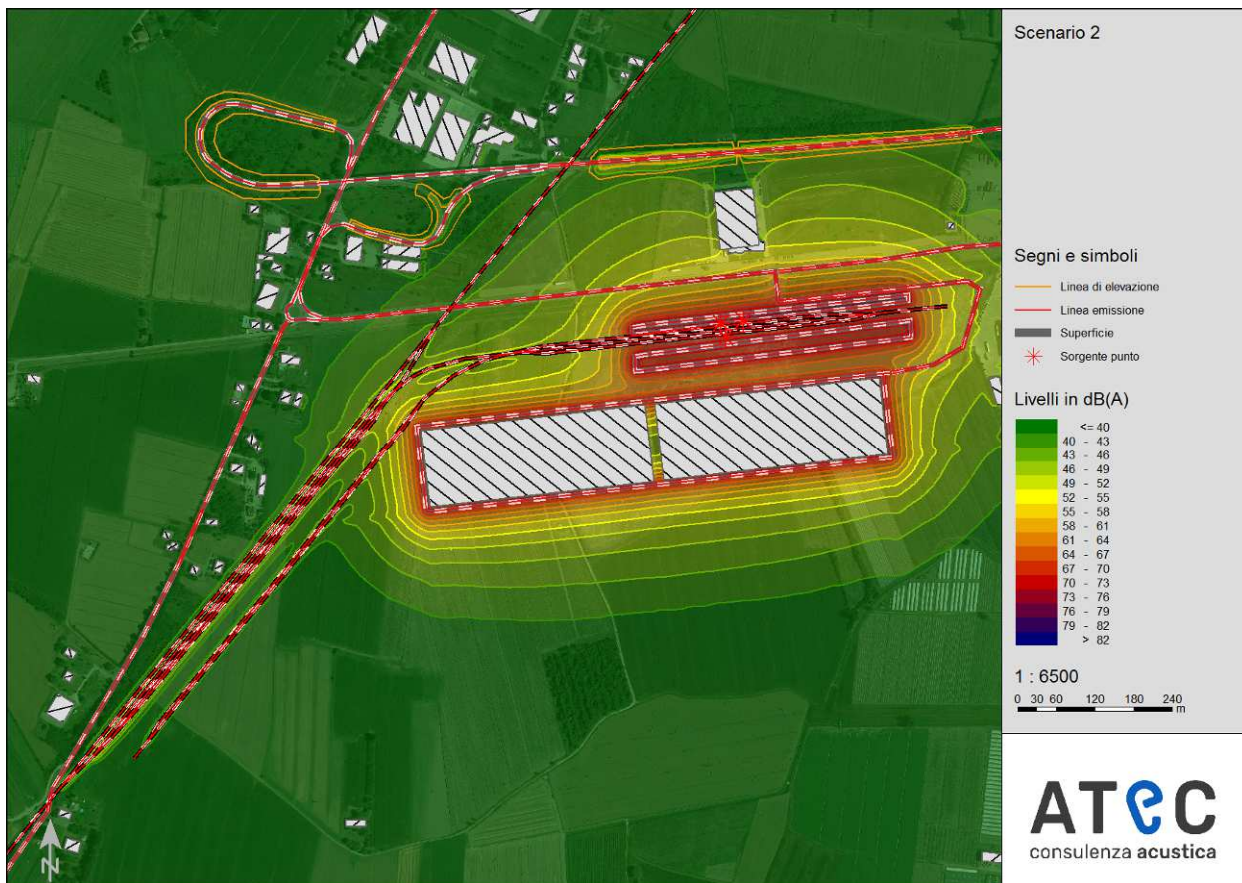 Scenario 2
Segni e simboli
Linea di elevazione
Linea emissione
Superficie
Sorgente punto
Livelli in dB(A)
<= 40
40 - 43
43 - 46
46 - 49
49 - 52
52 - 55
55 - 58
58 - 61
61 - 64
64 - 67
67 - 70
70 - 73
73 - 76
76 - 79
79 - 82
> 82
1 : 6500
0 30 60 120 180 240
m
ATeC
consulenza acustica
N